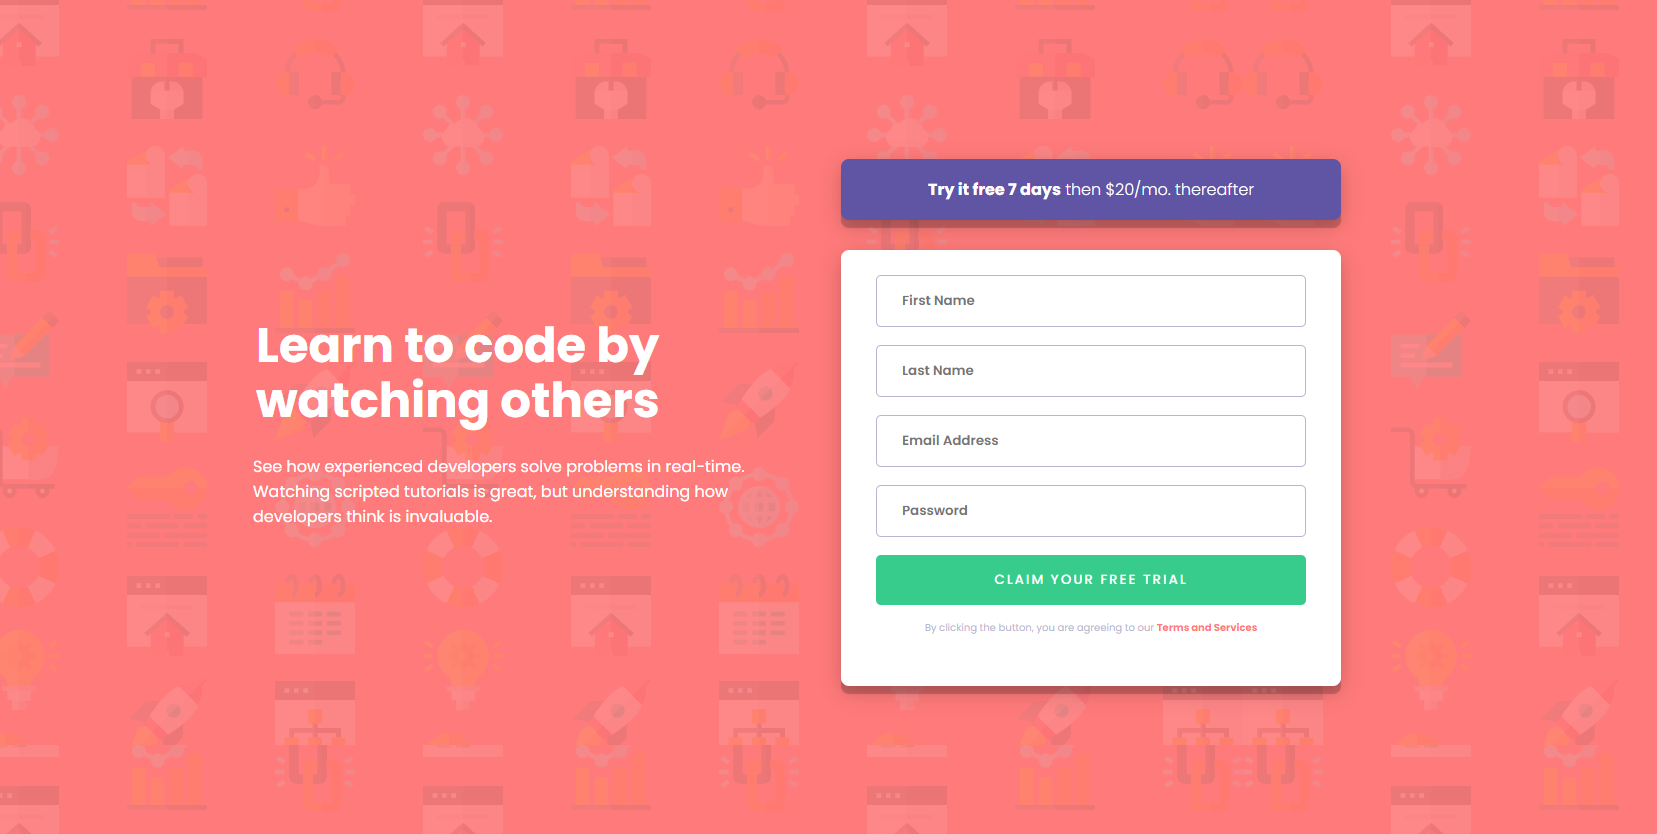 Learn to code by
watching others
See how experienced developers solve problems in real-time.
Watching scripted tutorials is great, but understanding how
developers think is invaluable.
Try it free 7 days then $20/mo. thereafter
First Name
Last Name
Email Address
Password
CLAIM YOUR FREE TRIAL
By clicking the button, you are agreeing to our Terms and Services